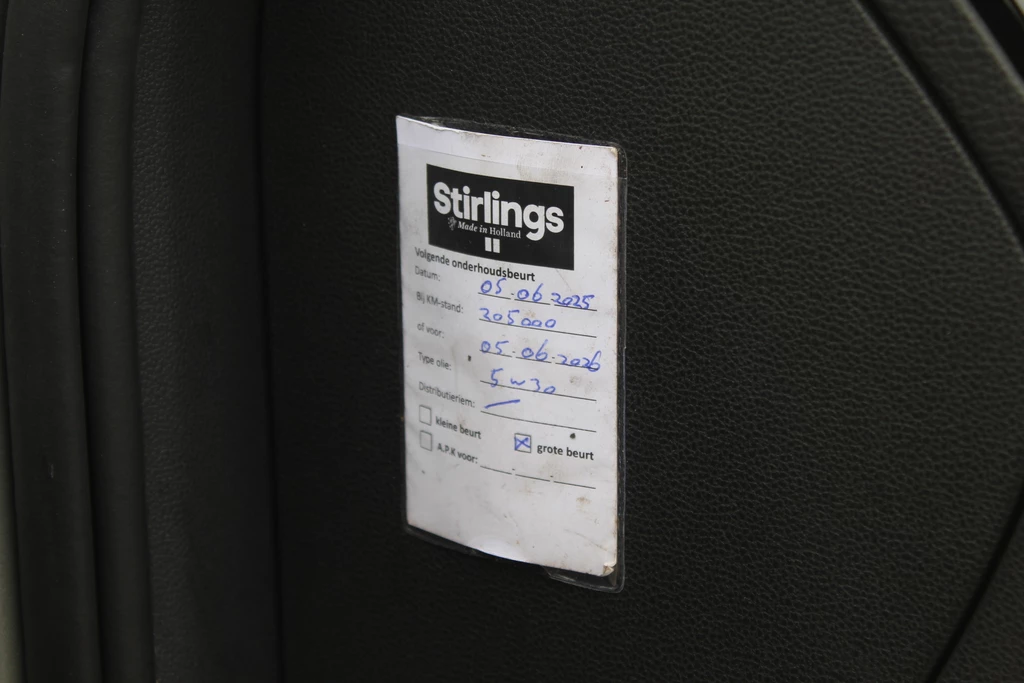 Stirlings
Made in Holland
Volgende onderhoudsbeurt
Datum: 05-06-2025
Bij KM-stand: 305000
of voor: 05-06-2026
Type olie: 5w30
Distributieriem: —
kleine beurt ☒ grote beurt
A.P.K voor: